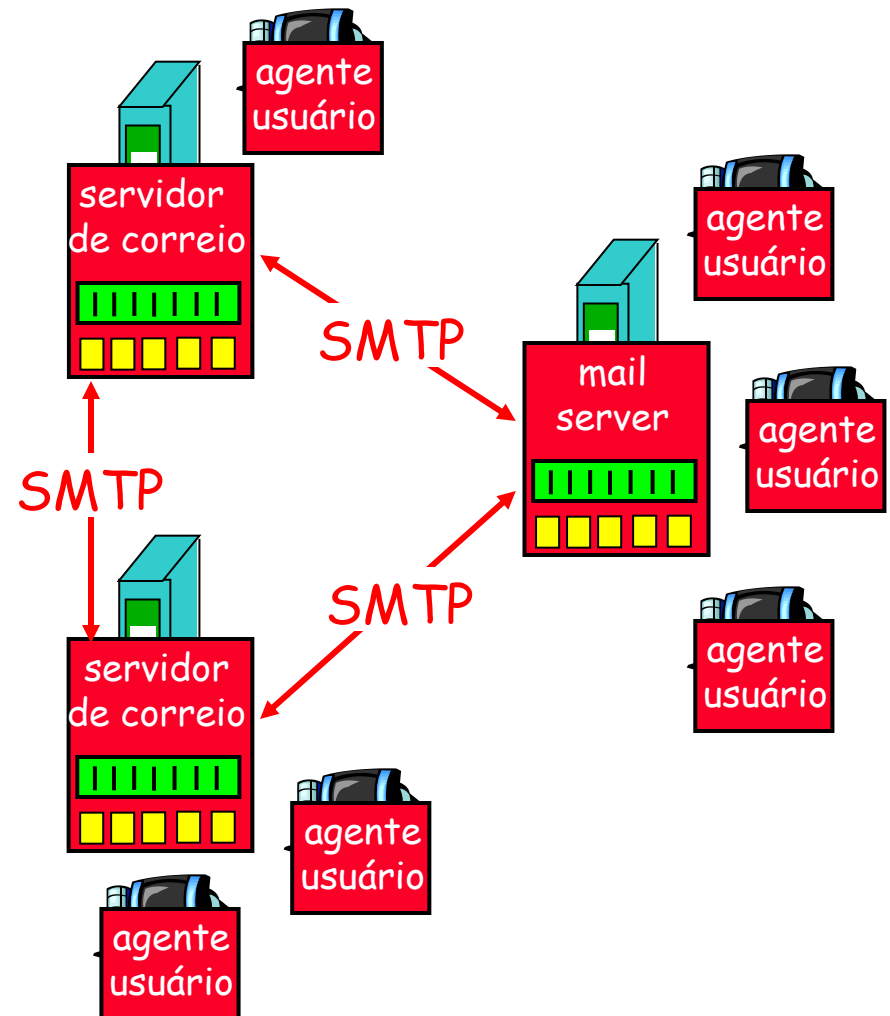 agente
usuário
servidor
de correio
agente
usuário
SMTP
mail
server
agente
usuário
SMTP
SMTP
servidor
de correio
agente
usuário
agente
usuário
agente
usuário